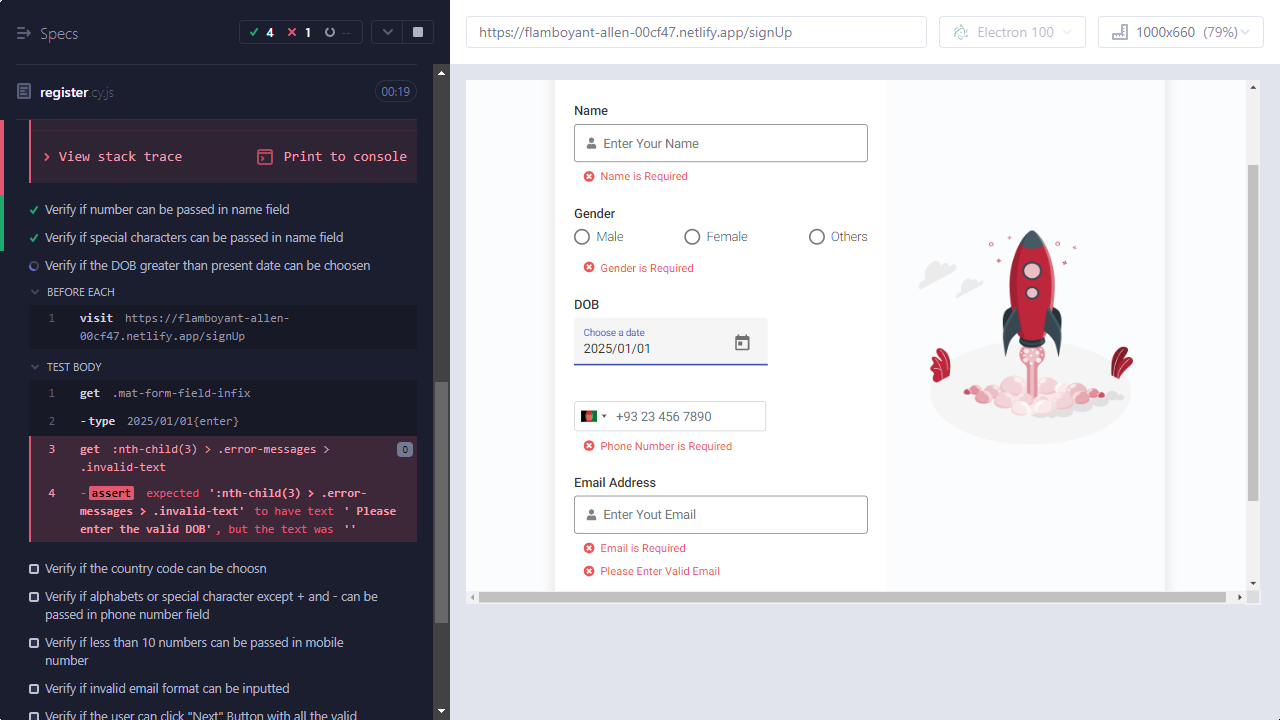 Specs
4
1
--
register.cy.js
00:19
View stack trace
Print to console
Verify if number can be passed in name field
Verify if special characters can be passed in name field
Verify if the DOB greater than present date can be choosen
BEFORE EACH
1 visit https://flamboyant-allen-
00cf47.netlify.app/signUp
TEST BODY
1 get .mat-form-field-infix
2 -type 2025/01/01{enter}
3 get :nth-child(3) > .error-messages > 0
.invalid-text
4 -assert expected ':nth-child(3) > .error-
messages > .invalid-text' to have text ' Please
enter the valid DOB', but the text was ''
Verify if the country code can be choosn
Verify if alphabets or special character except + and - can be
passed in phone number field
Verify if less than 10 numbers can be passed in mobile
number
Verify if invalid email format can be inputted
Verify if the user can click "Next" Button with all the valid
https://flamboyant-allen-00cf47.netlify.app/signUp
Electron 100
1000x660 (79%)
Name
Enter Your Name
Name is Required
Gender
Male
Female
Others
Gender is Required
DOB
Choose a date
2025/01/01
+93 23 456 7890
Phone Number is Required
Email Address
Enter Yout Email
Email is Required
Please Enter Valid Email